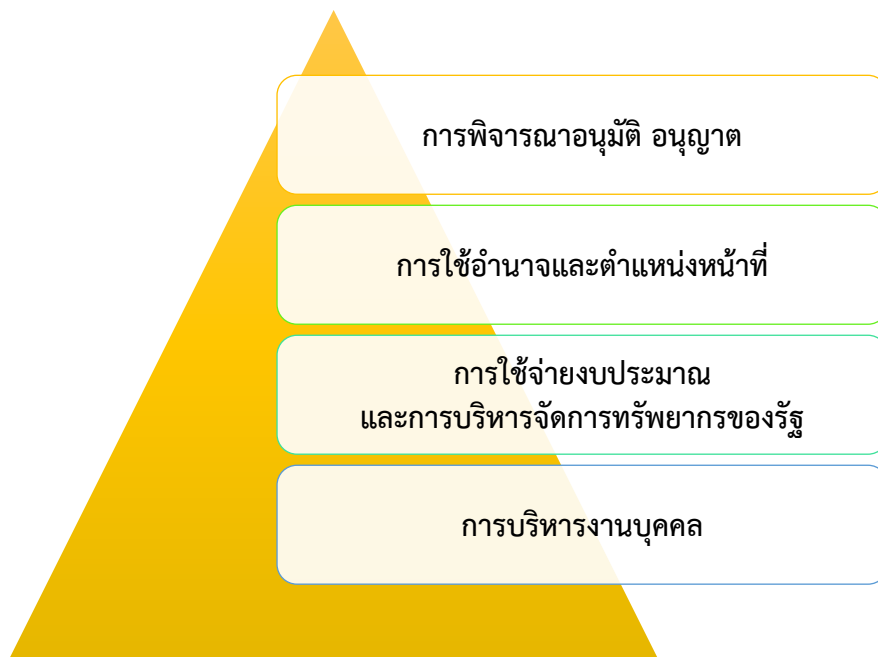 การพิจารณาอนุมัติ อนุญาต
การใช้อำนาจและตำแหน่งหน้าที่
การใช้จ่ายงบประมาณ
และการบริหารจัดการทรัพยากรของรัฐ
การบริหารงานบุคคล